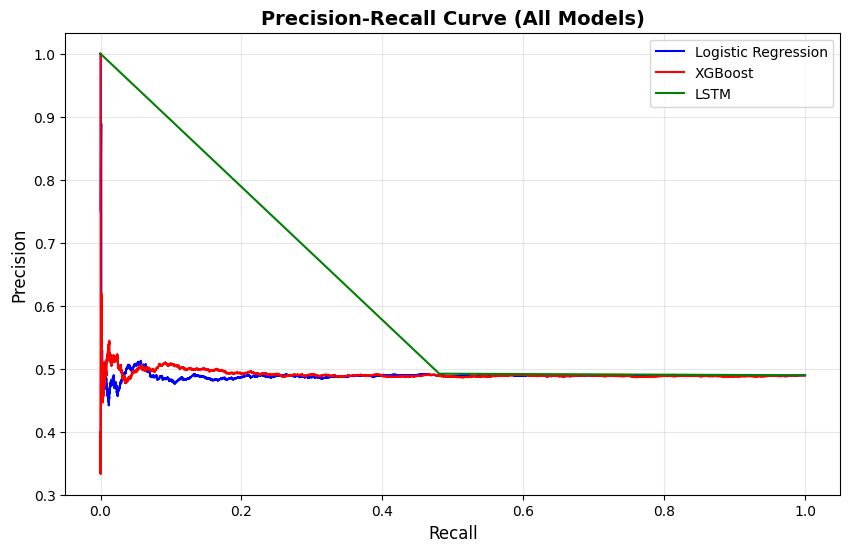 Precision-Recall Curve (All Models)
Logistic Regression
XGBoost
LSTM
1.0
0.9
0.8
0.7
0.6
0.5
0.4
0.3
Precision
0.0 0.2 0.4 0.6 0.8 1.0
Recall